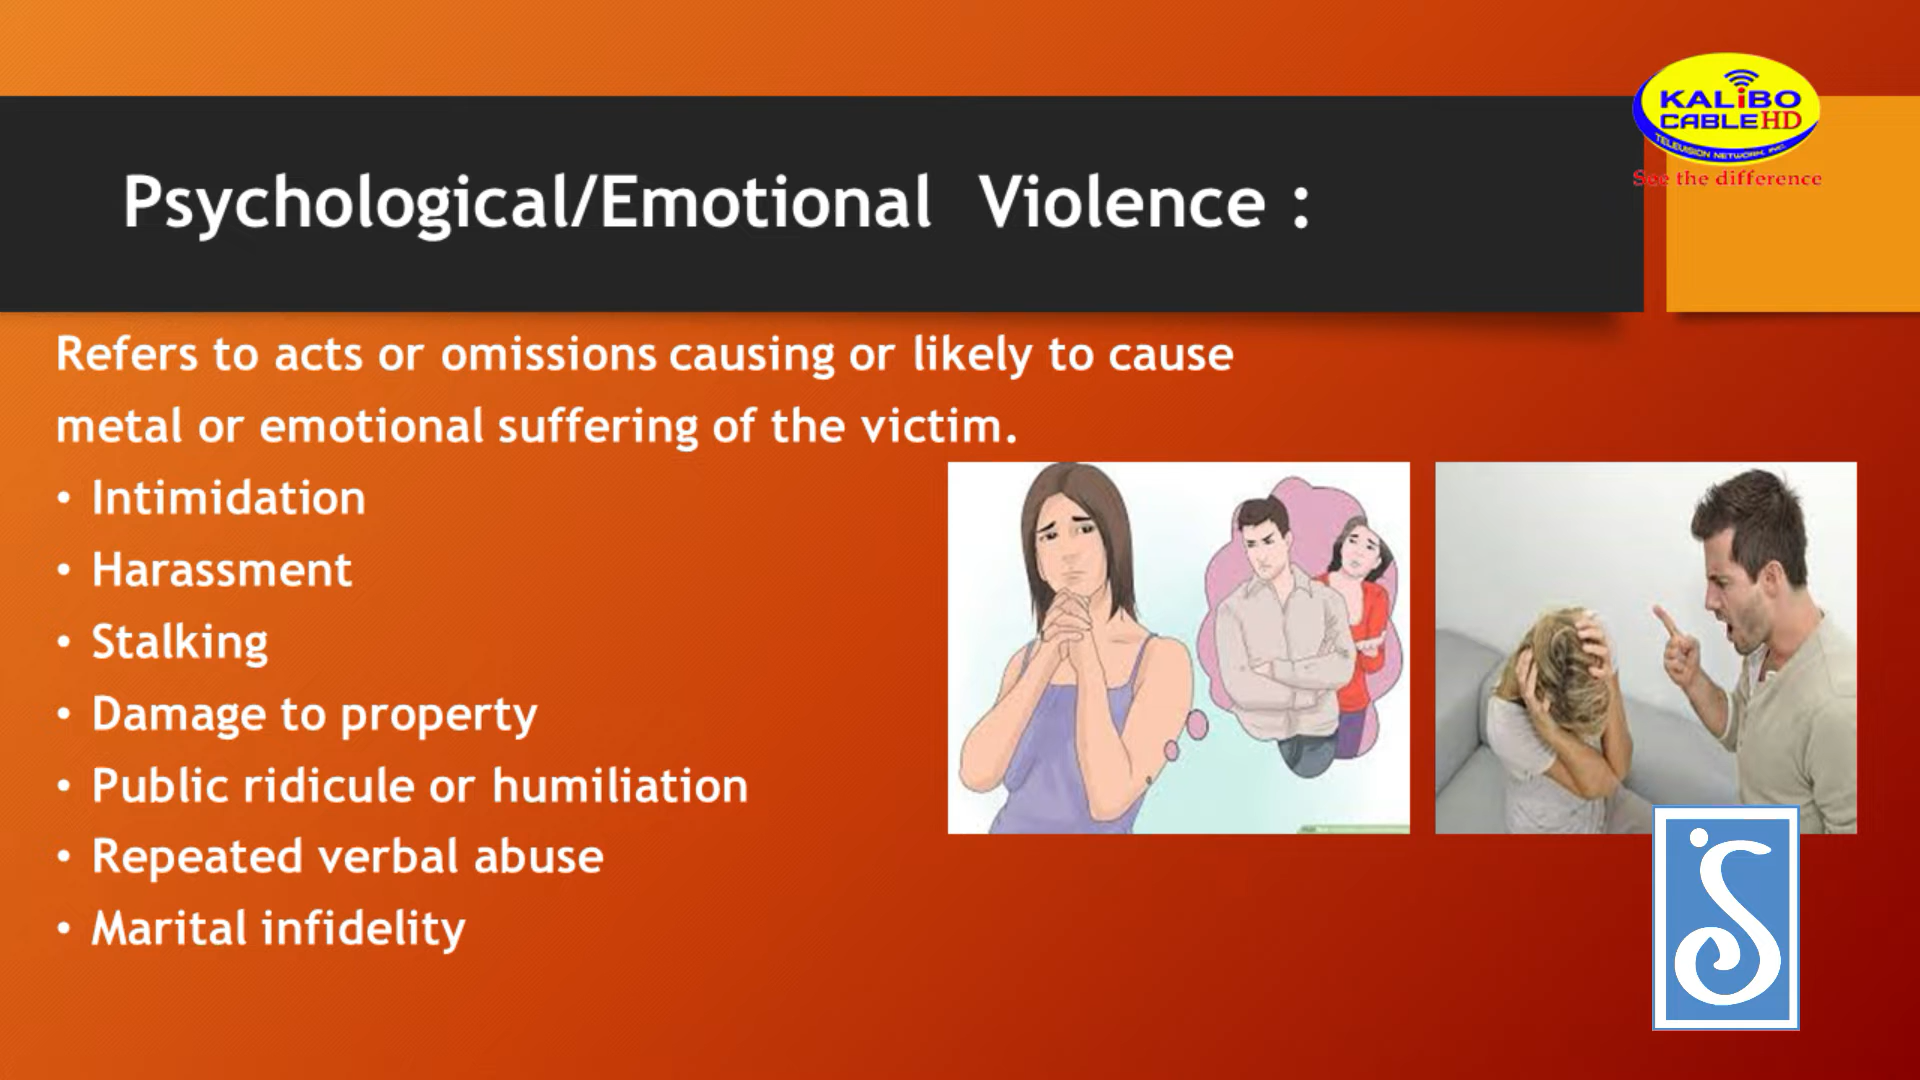 KALiBO
CABLE HD
TELEVISION NETWORK, INC.
See the difference
Psychological/Emotional Violence :
Refers to acts or omissions causing or likely to cause
metal or emotional suffering of the victim.
• Intimidation
• Harassment
• Stalking
• Damage to property
• Public ridicule or humiliation
• Repeated verbal abuse
• Marital infidelity
S